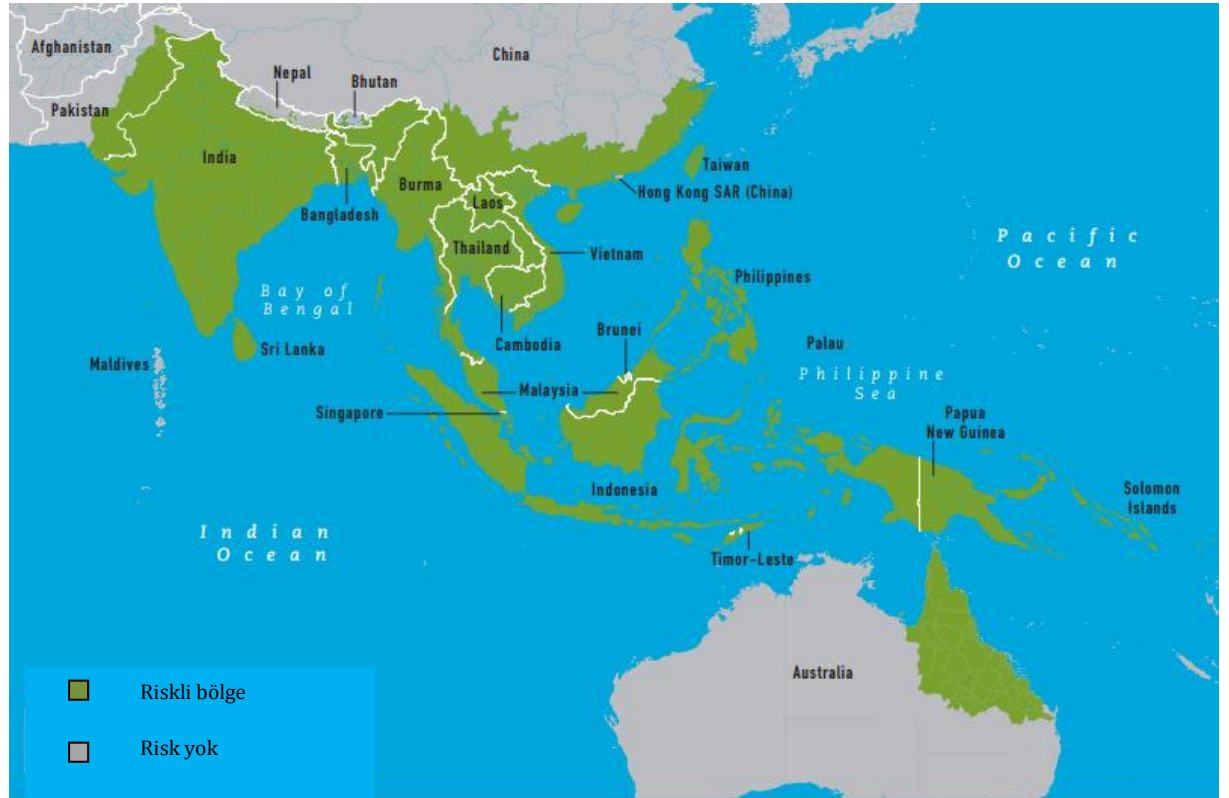 Afghanistan
China
Nepal
Bhutan
Pakistan
India
Taiwan
Burma
Hong Kong SAR (China)
Laos
Bangladesh
Pacific
Ocean
Thailand
Vietnam
Philippines
Bay of
Bengal
Brunei
Cambodia
Sri Lanka
Palau
Maldives
Philippine
Sea
Malaysia
Singapore
Papua
New Guinea
Indonesia
Solomon
Islands
Indian
Ocean
Timor-Leste
Australia
Riskli bölge
Risk yok